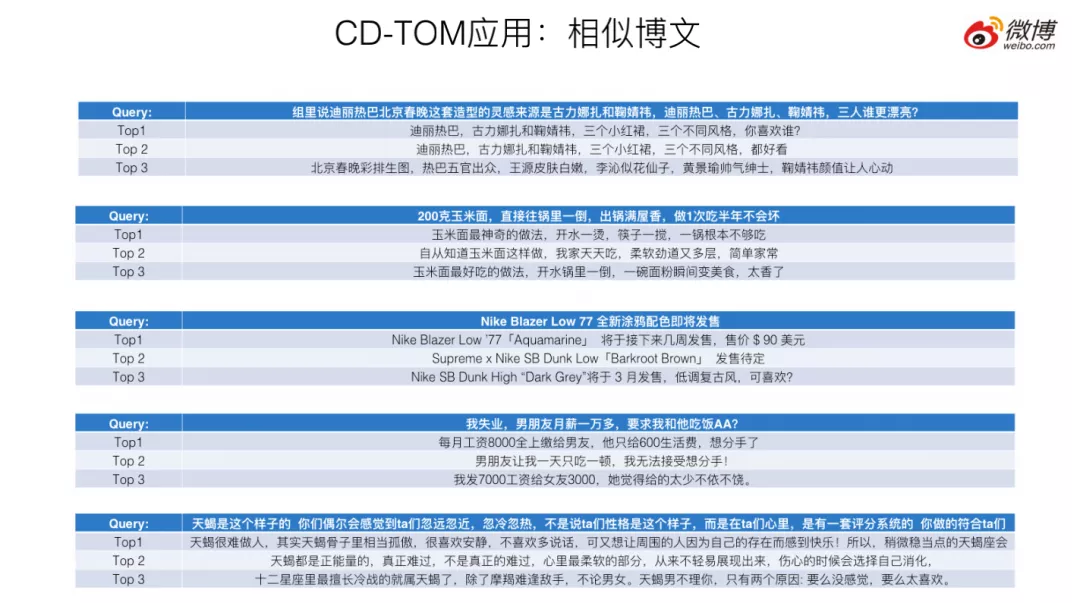 CD-TOM应用：相似博文
微博
weibo.com
Query: 组里说迪丽热巴北京春晚这套造型的灵感来源是古力娜扎和鞠婧祎，迪丽热巴、古力娜扎、鞠婧祎，三人谁更漂亮？
Top1 迪丽热巴，古力娜扎和鞠婧祎，三个小红裙，三个不同风格，你喜欢谁？
Top 2 迪丽热巴，古力娜扎和鞠婧祎，三个小红裙，三个不同风格，都好看
Top 3 北京春晚彩排生图，热巴五官出众，王源皮肤白嫩，李沁似花仙子，黄景瑜帅气绅士，鞠婧祎颜值让人心动
Query: 200克玉米面，直接往锅里一倒，出锅满屋香，做1次吃半年不会坏
Top1 玉米面最神奇的做法，开水一烫，筷子一搅，一锅根本不够吃
Top 2 自从知道玉米面这样做，我家天天吃，柔软劲道又多层，简单家常
Top 3 玉米面最好吃的做法，开水锅里一倒，一碗面粉瞬间变美食，太香了
Query: Nike Blazer Low 77 全新涂鸦配色即将发售
Top1 Nike Blazer Low '77「Aquamarine」 将于接下来几周发售，售价 $ 90 美元
Top 2 Supreme x Nike SB Dunk Low「Barkroot Brown」 发售待定
Top 3 Nike SB Dunk High “Dark Grey”将于 3 月发售，低调复古风，可喜欢？
Query: 我失业，男朋友月薪一万多，要求我和他吃饭AA？
Top1 每月工资8000全上缴给男友，他只给600生活费，想分手了
Top 2 男朋友让我一天只吃一顿，我无法接受想分手！
Top 3 我发7000工资给女友3000，她觉得给的太少不依不饶。
Query: 天蝎是这个样子的 你们偶尔会感觉到ta们忽远忽近，忽冷忽热，不是说ta们性格是这个样子，而是在ta们心里，是有一套评分系统的 你做的符合ta们
Top1 天蝎很难做人，其实天蝎骨子里相当孤傲，很喜欢安静，不喜欢多说话，可又想让周围的人因为自己的存在而感到快乐！所以，稍微稳当点的天蝎座会
Top 2 天蝎都是正能量的，真正难过，不是真正的难过，心里最柔软的部分，从来不轻易展现出来，伤心的时候会选择自己消化，
Top 3 十二星座里最擅长冷战的就属天蝎了，除了摩羯难逢敌手，不论男女。天蝎男不理你，只有两个原因: 要么没感觉，要么太喜欢。